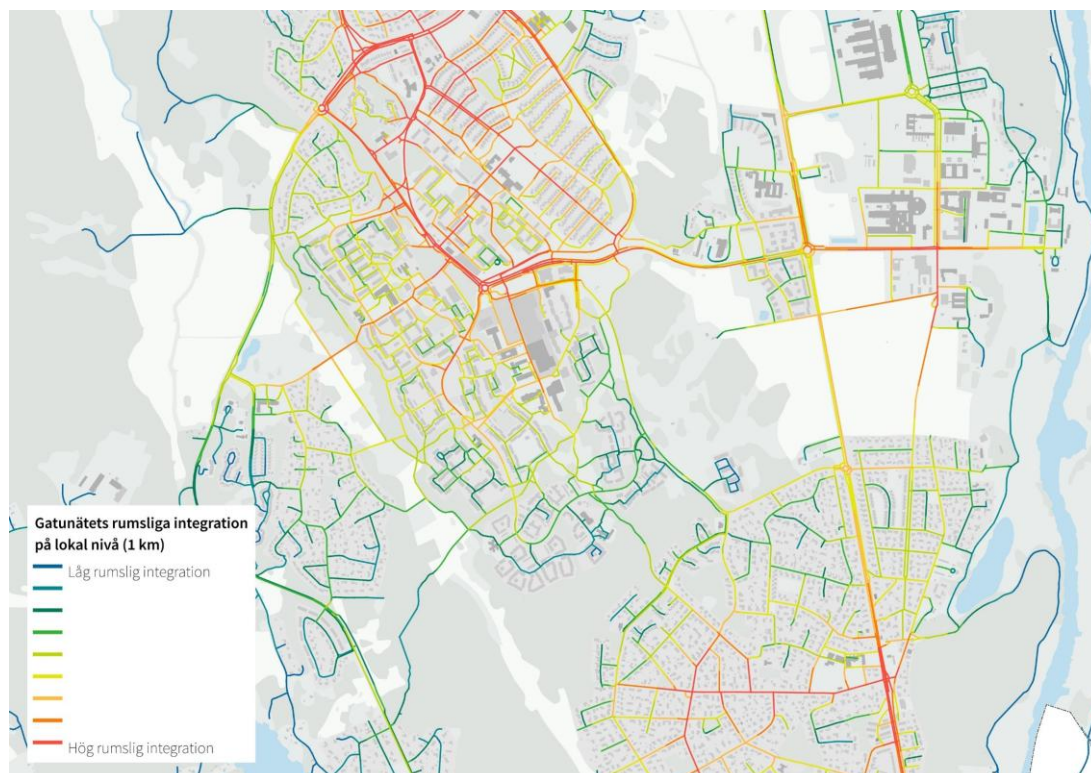 Gatunätets rumsliga integration
på lokal nivå (1 km)
Låg rumslig integration
Hög rumslig integration